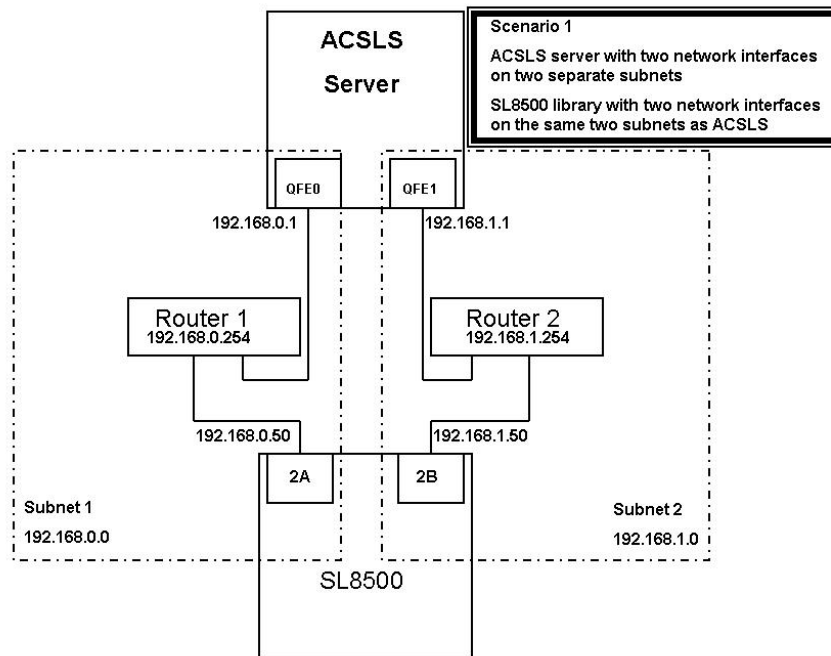 ACSLS
Server
Scenario 1
ACSLS server with two network interfaces
on two separate subnets
SL8500 library with two network interfaces
on the same two subnets as ACSLS
QFE0
QFE1
192.168.0.1
192.168.1.1
Router 1
192.168.0.254
Router 2
192.168.1.254
192.168.0.50
192.168.1.50
2A
2B
Subnet 1
192.168.0.0
Subnet 2
192.168.1.0
SL8500